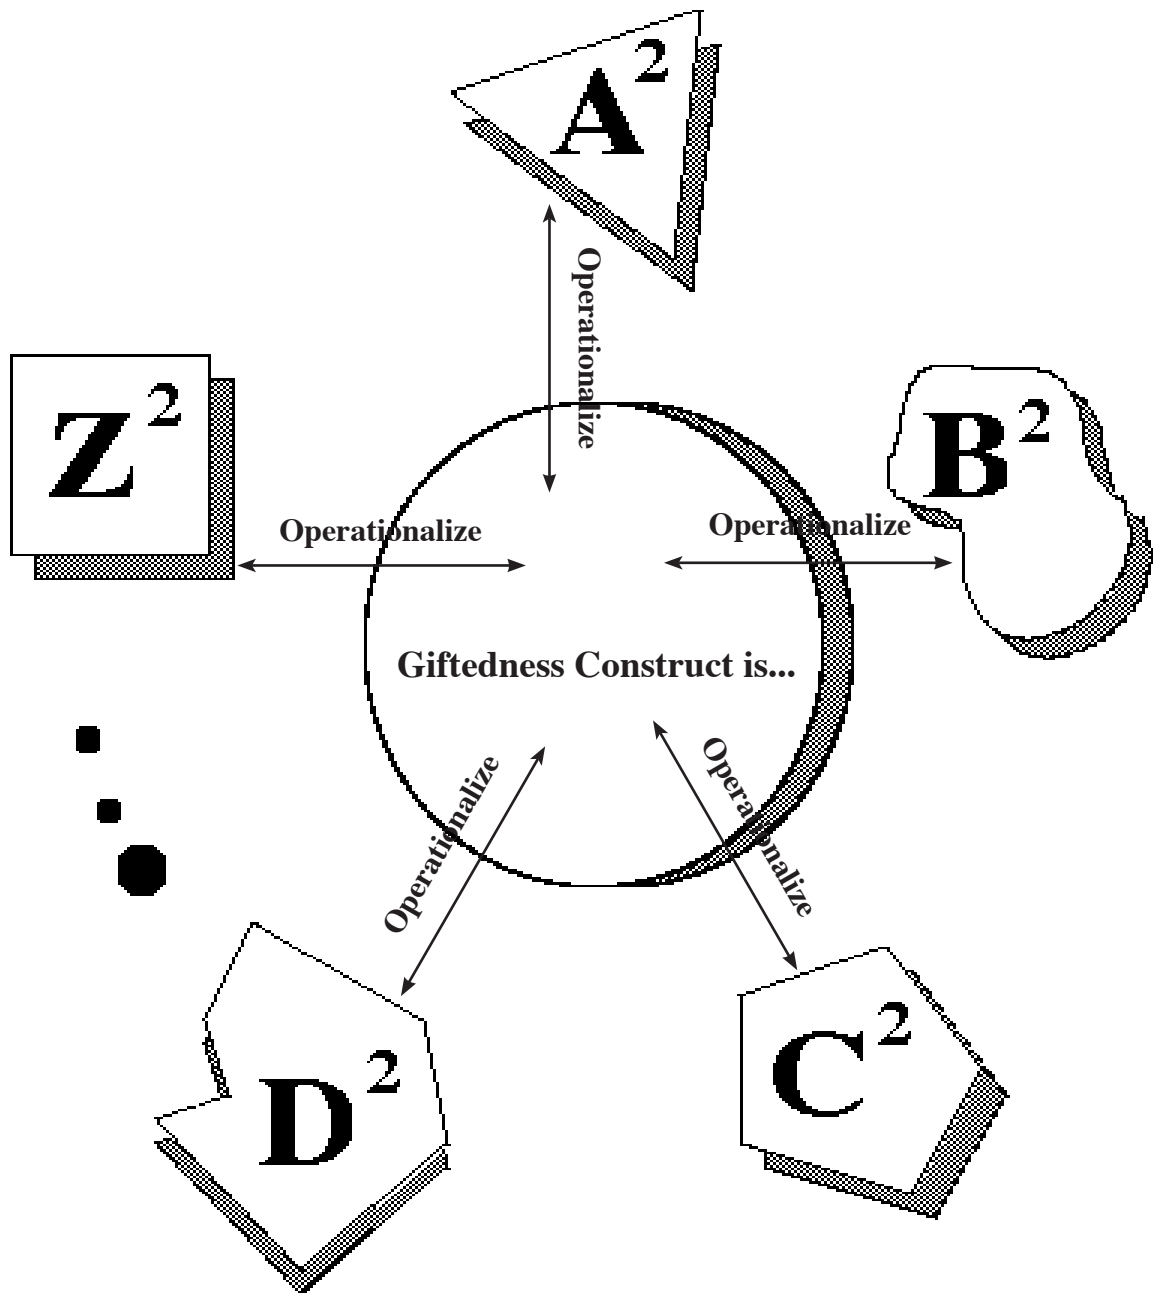 A²
Operationalize
Z²
B²
Operationalize
Operationalize
Giftedness Construct is...
Operationalize
Operationalize
D²
C²